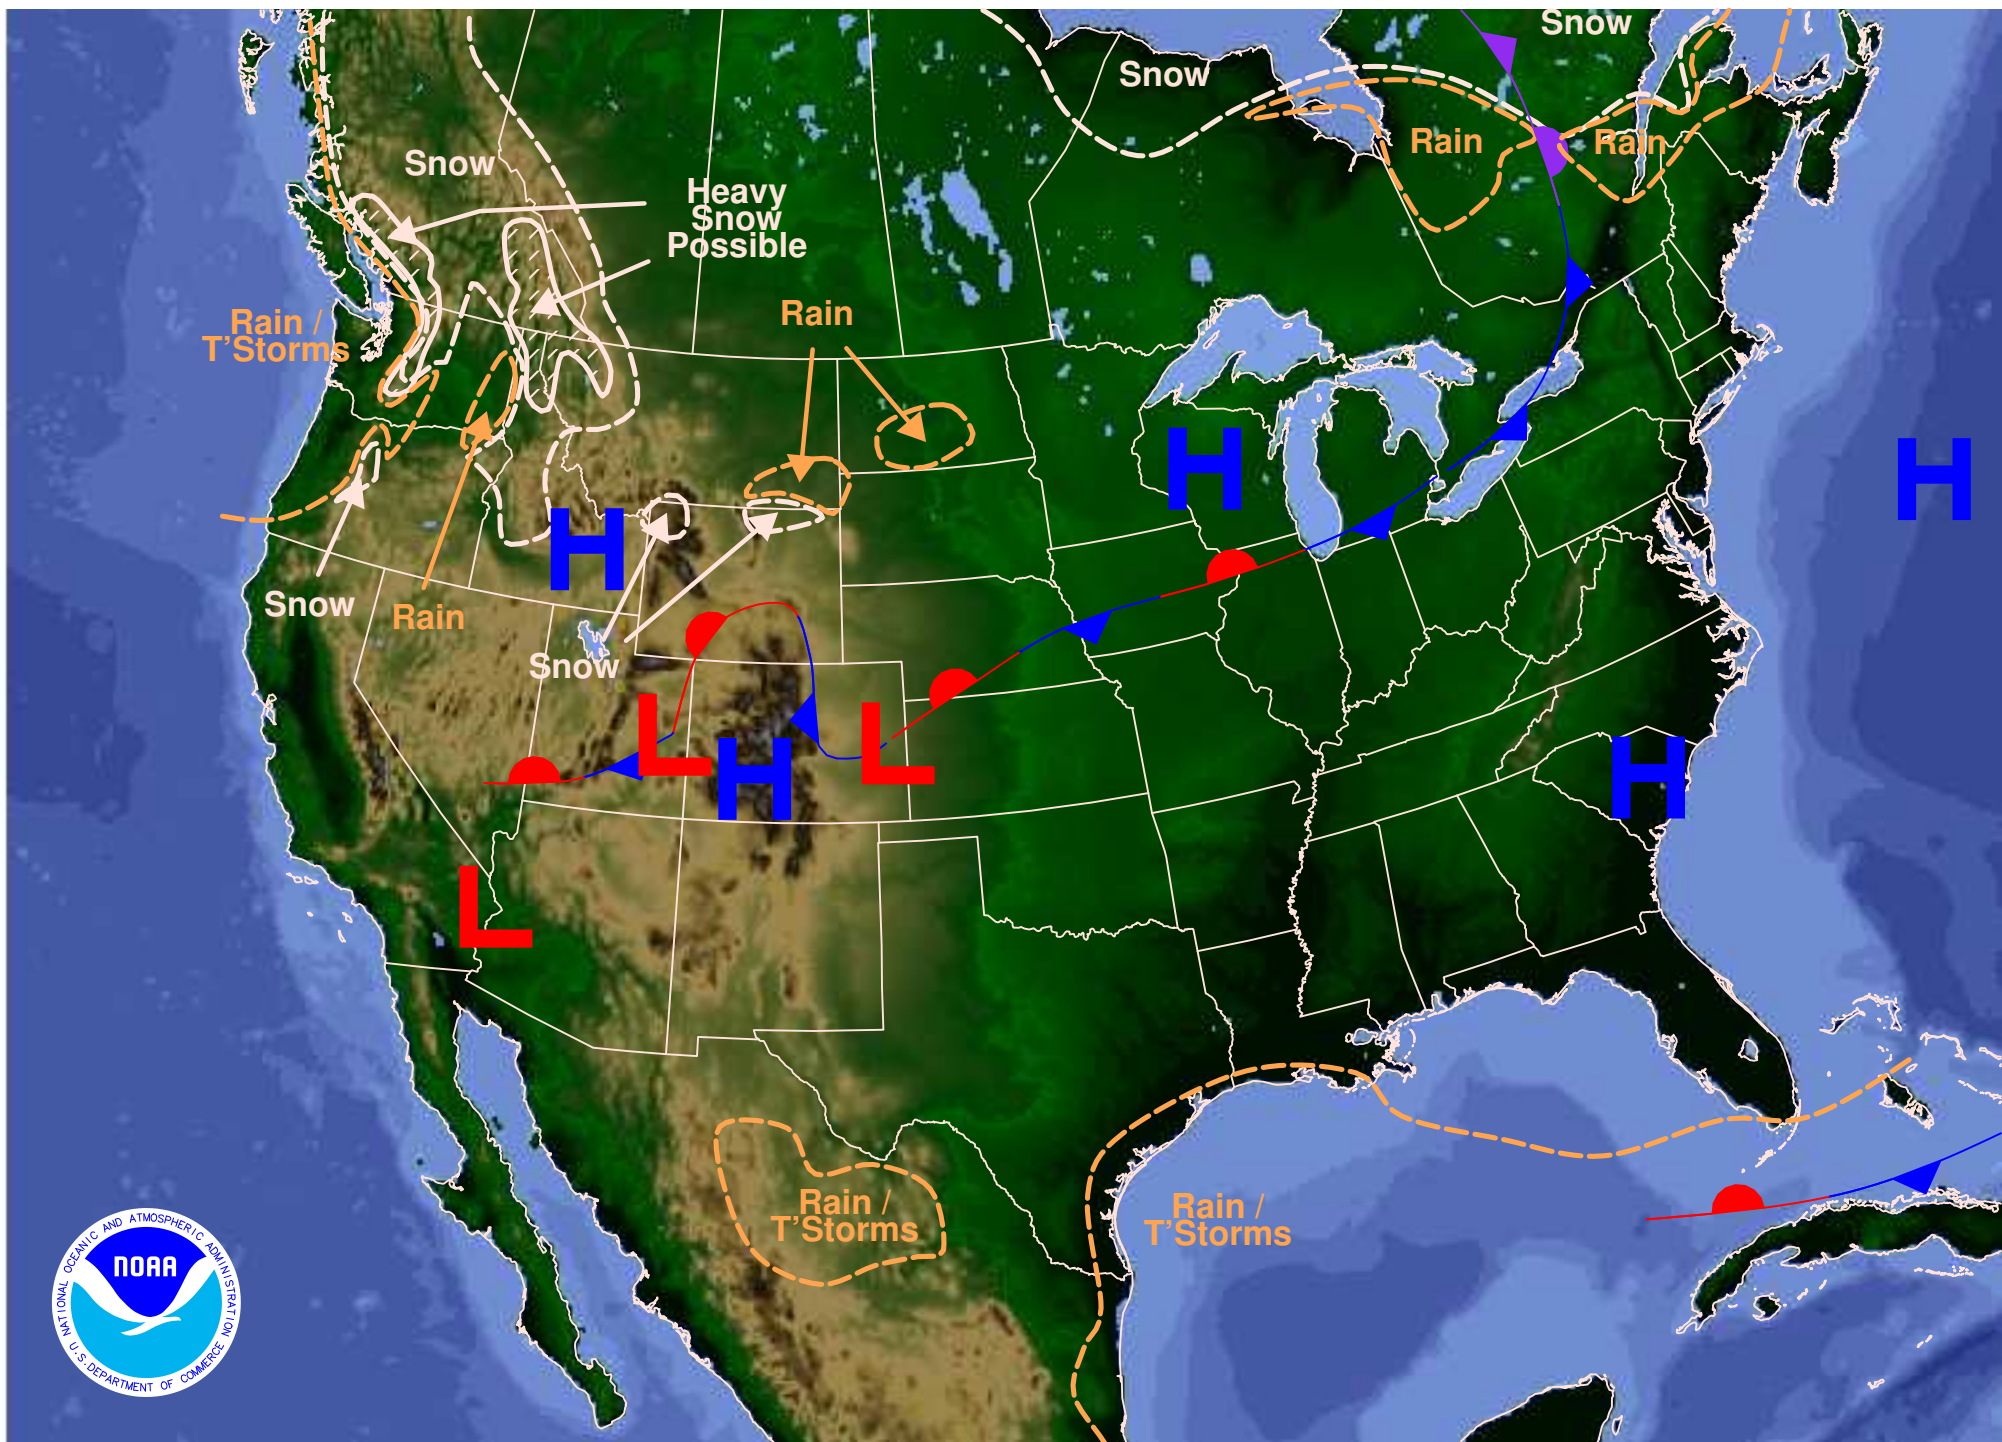 Snow
Snow
Rain
Rain
Snow
Heavy
Snow
Possible
Rain
Rain /
T'Storms
H
H
H
Snow
Rain
Snow
L
L
H
H
L
Rain /
T'Storms
Rain /
T'Storms
NATIONAL OCEANIC AND ATMOSPHERIC ADMINISTRATION
NOAA
U.S. DEPARTMENT OF COMMERCE